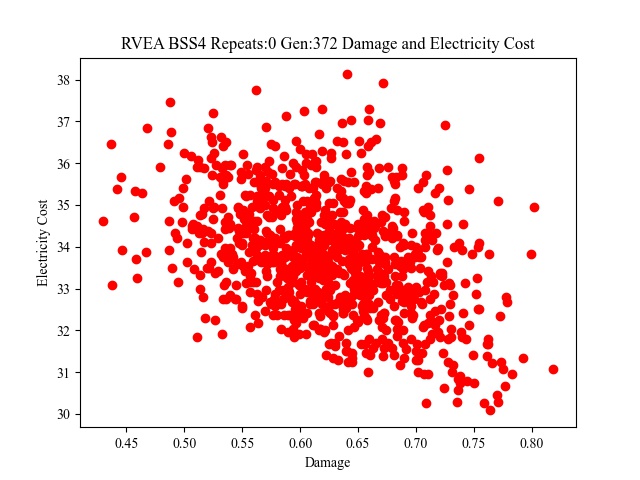 RVEA BSS4 Repeats:0 Gen:372 Damage and Electricity Cost
38
37
36
35
34
33
32
31
30
Electricity Cost
0.45 0.50 0.55 0.60 0.65 0.70 0.75 0.80
Damage